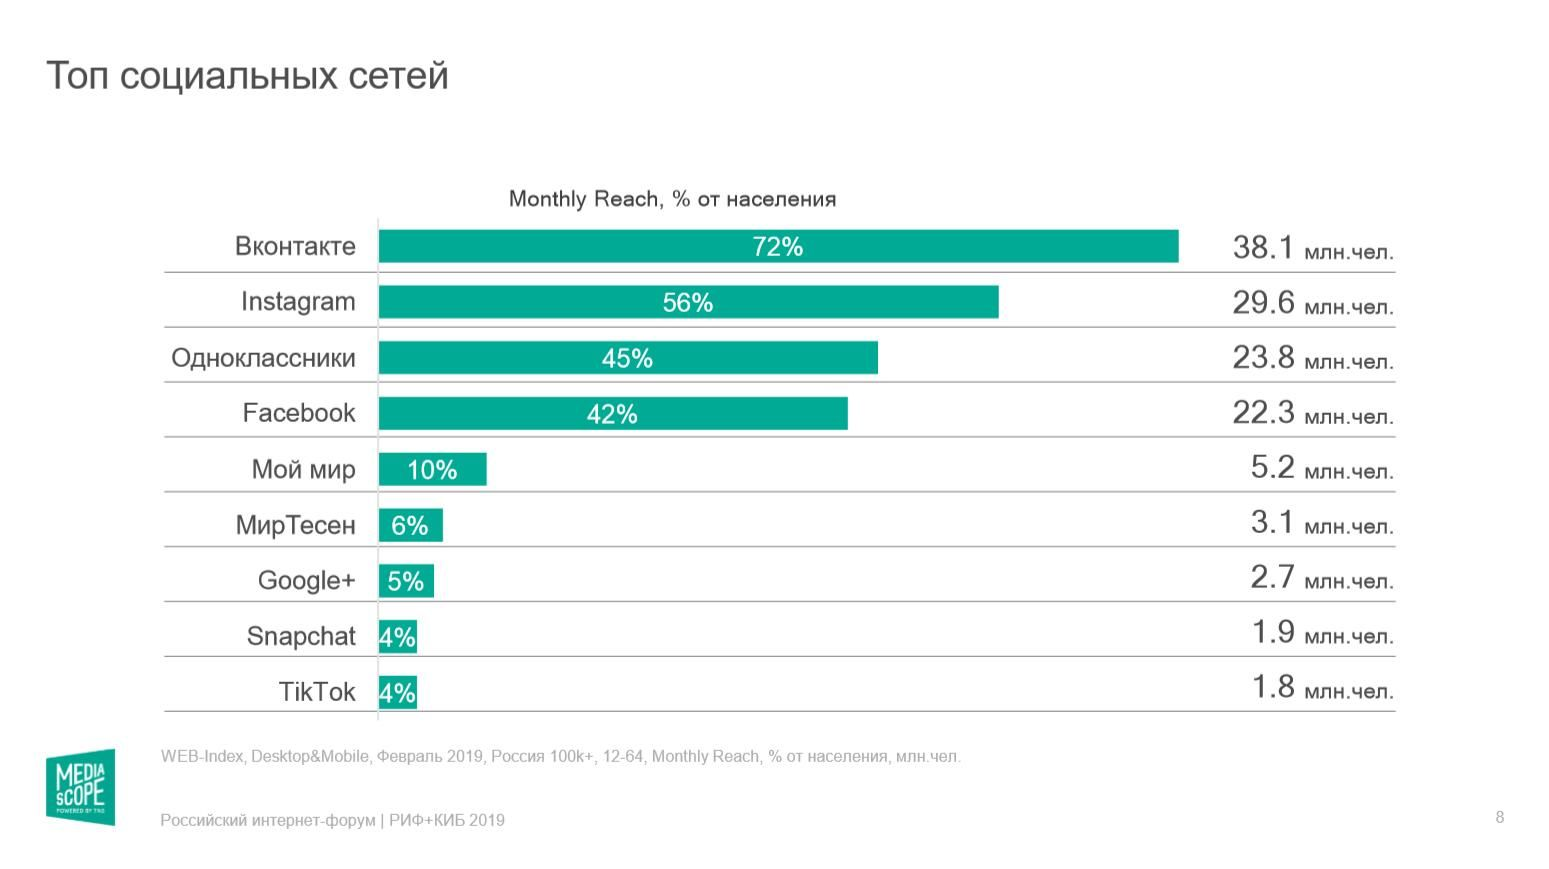 Топ социальных сетей
Monthly Reach, % от населения
Вконтакте 72% 38.1 млн.чел.
Instagram 56% 29.6 млн.чел.
Одноклассники 45% 23.8 млн.чел.
Facebook 42% 22.3 млн.чел.
Мой мир 10% 5.2 млн.чел.
МирТесен 6% 3.1 млн.чел.
Google+ 5% 2.7 млн.чел.
Snapchat 4% 1.9 млн.чел.
TikTok 4% 1.8 млн.чел.
WEB-Index, Desktop&Mobile, Февраль 2019, Россия 100k+, 12-64, Monthly Reach, % от населения, млн.чел.
MEDIA
SCOPE
POWERED BY TNS
Российский интернет-форум | РИФ+КИБ 2019
8